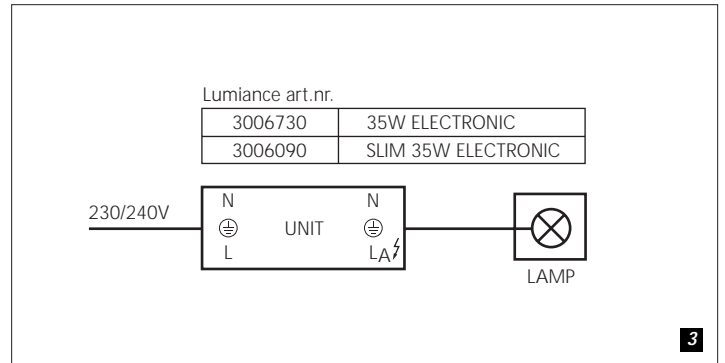 Lumiance art.nr.
3006730 35W ELECTRONIC
3006090 SLIM 35W ELECTRONIC
230/240V
N N
UNIT
L LA
LAMP
3